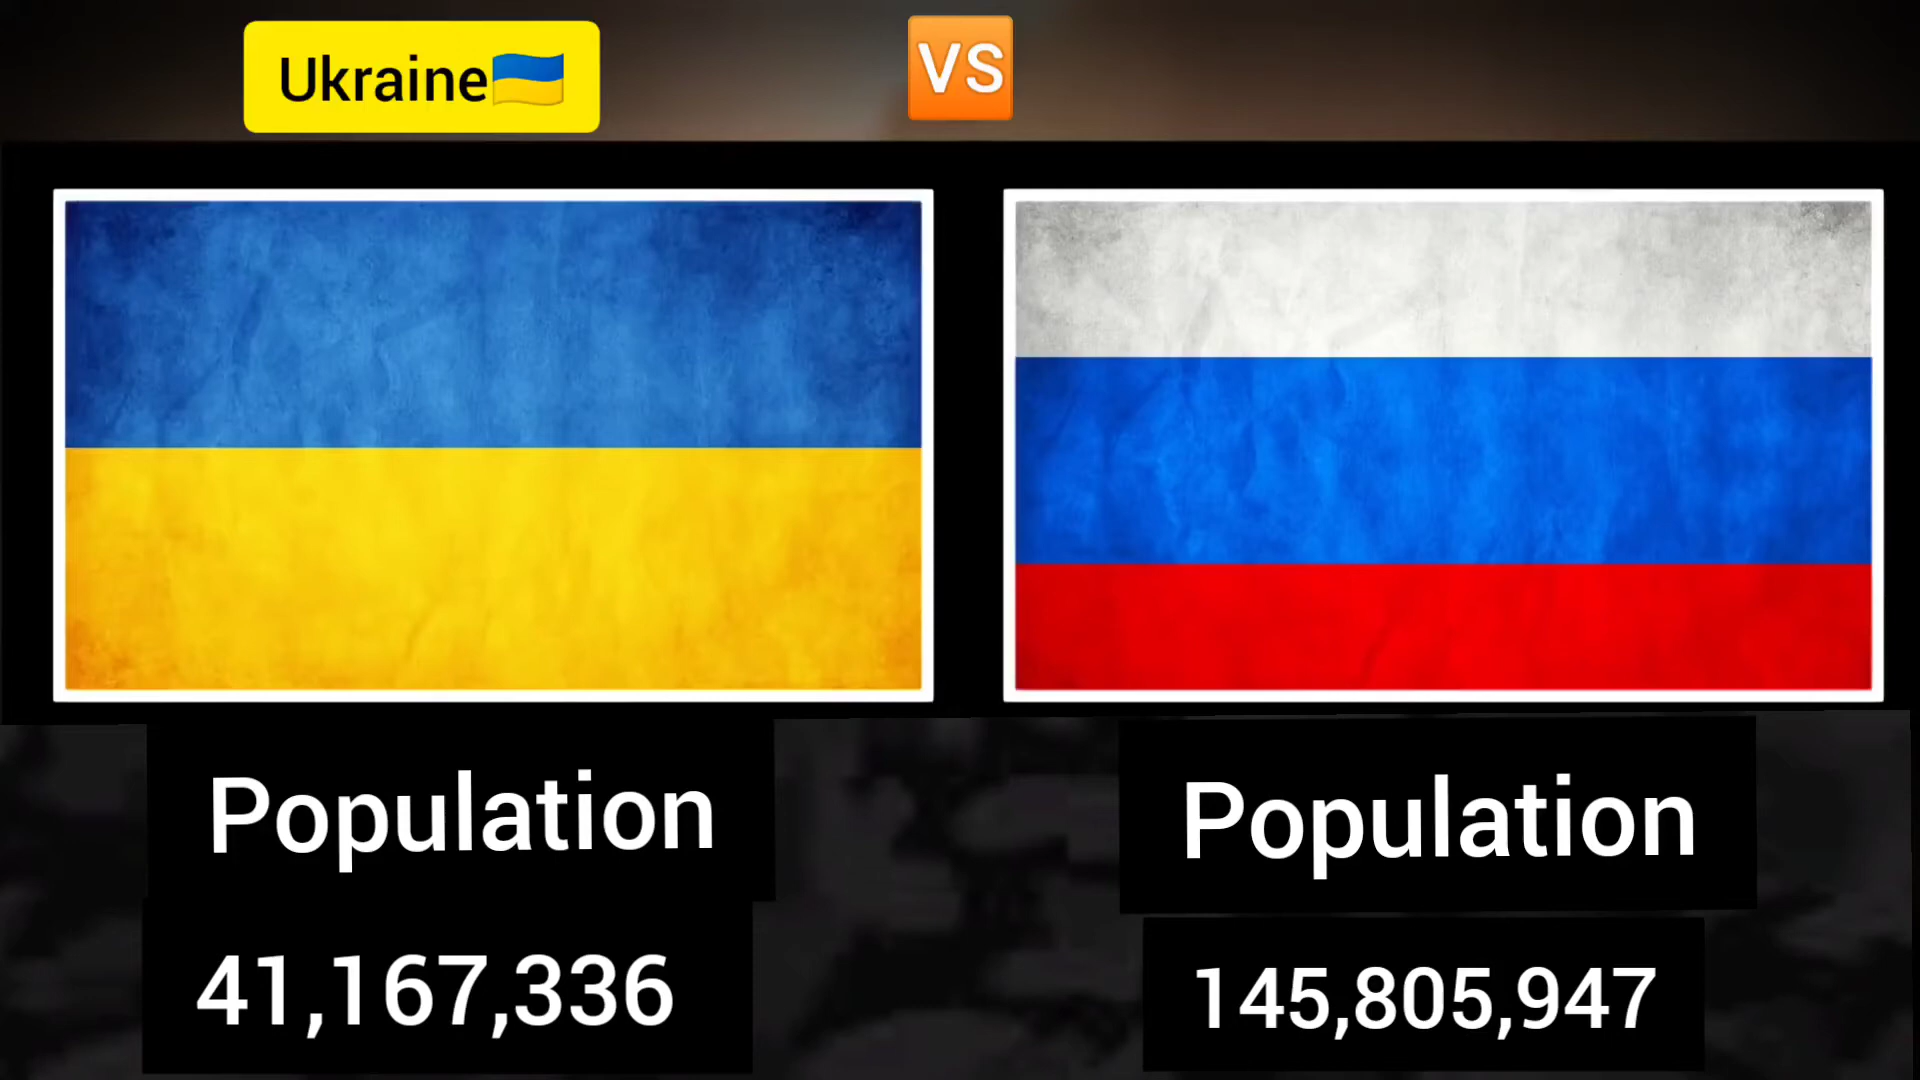 Ukraine🇺🇦
VS
Population
Population
41,167,336
145,805,947